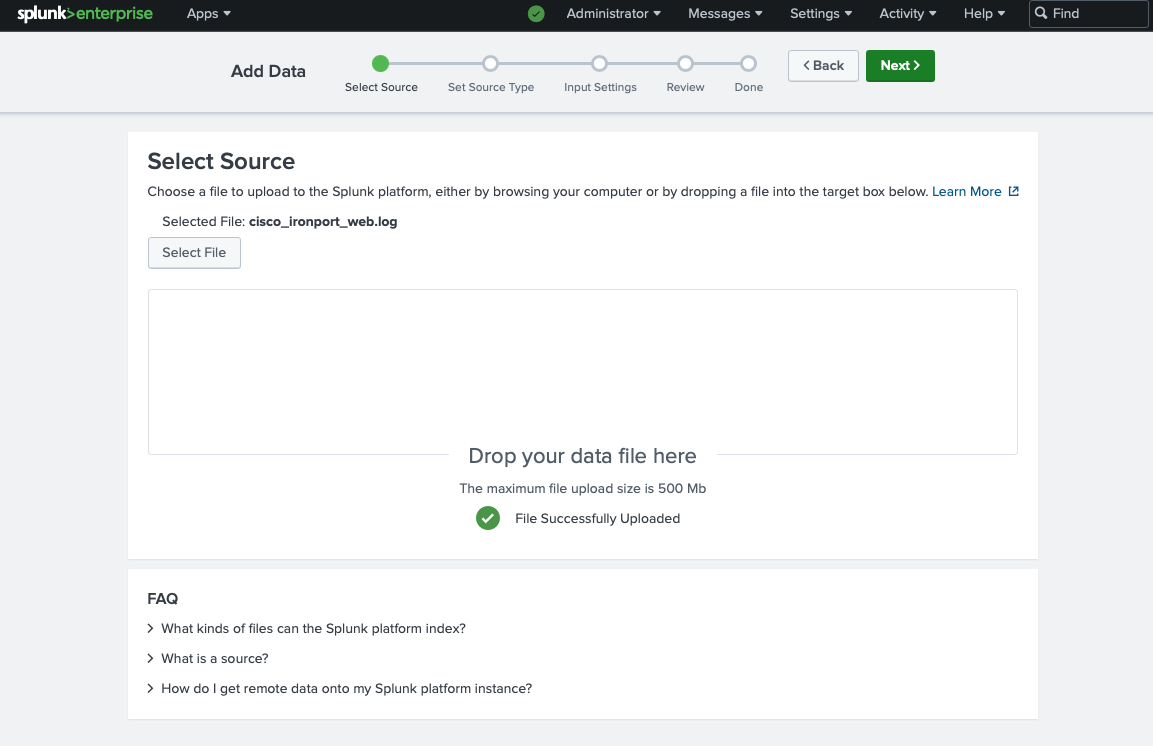 splunk>enterprise Apps Administrator Messages Settings Activity Help Find
Add Data
Select Source Set Source Type Input Settings Review Done
< Back Next >
Select Source
Choose a file to upload to the Splunk platform, either by browsing your computer or by dropping a file into the target box below. Learn More
Selected File: cisco_ironport_web.log
Select File
Drop your data file here
The maximum file upload size is 500 Mb
File Successfully Uploaded
FAQ
> What kinds of files can the Splunk platform index?
> What is a source?
> How do I get remote data onto my Splunk platform instance?